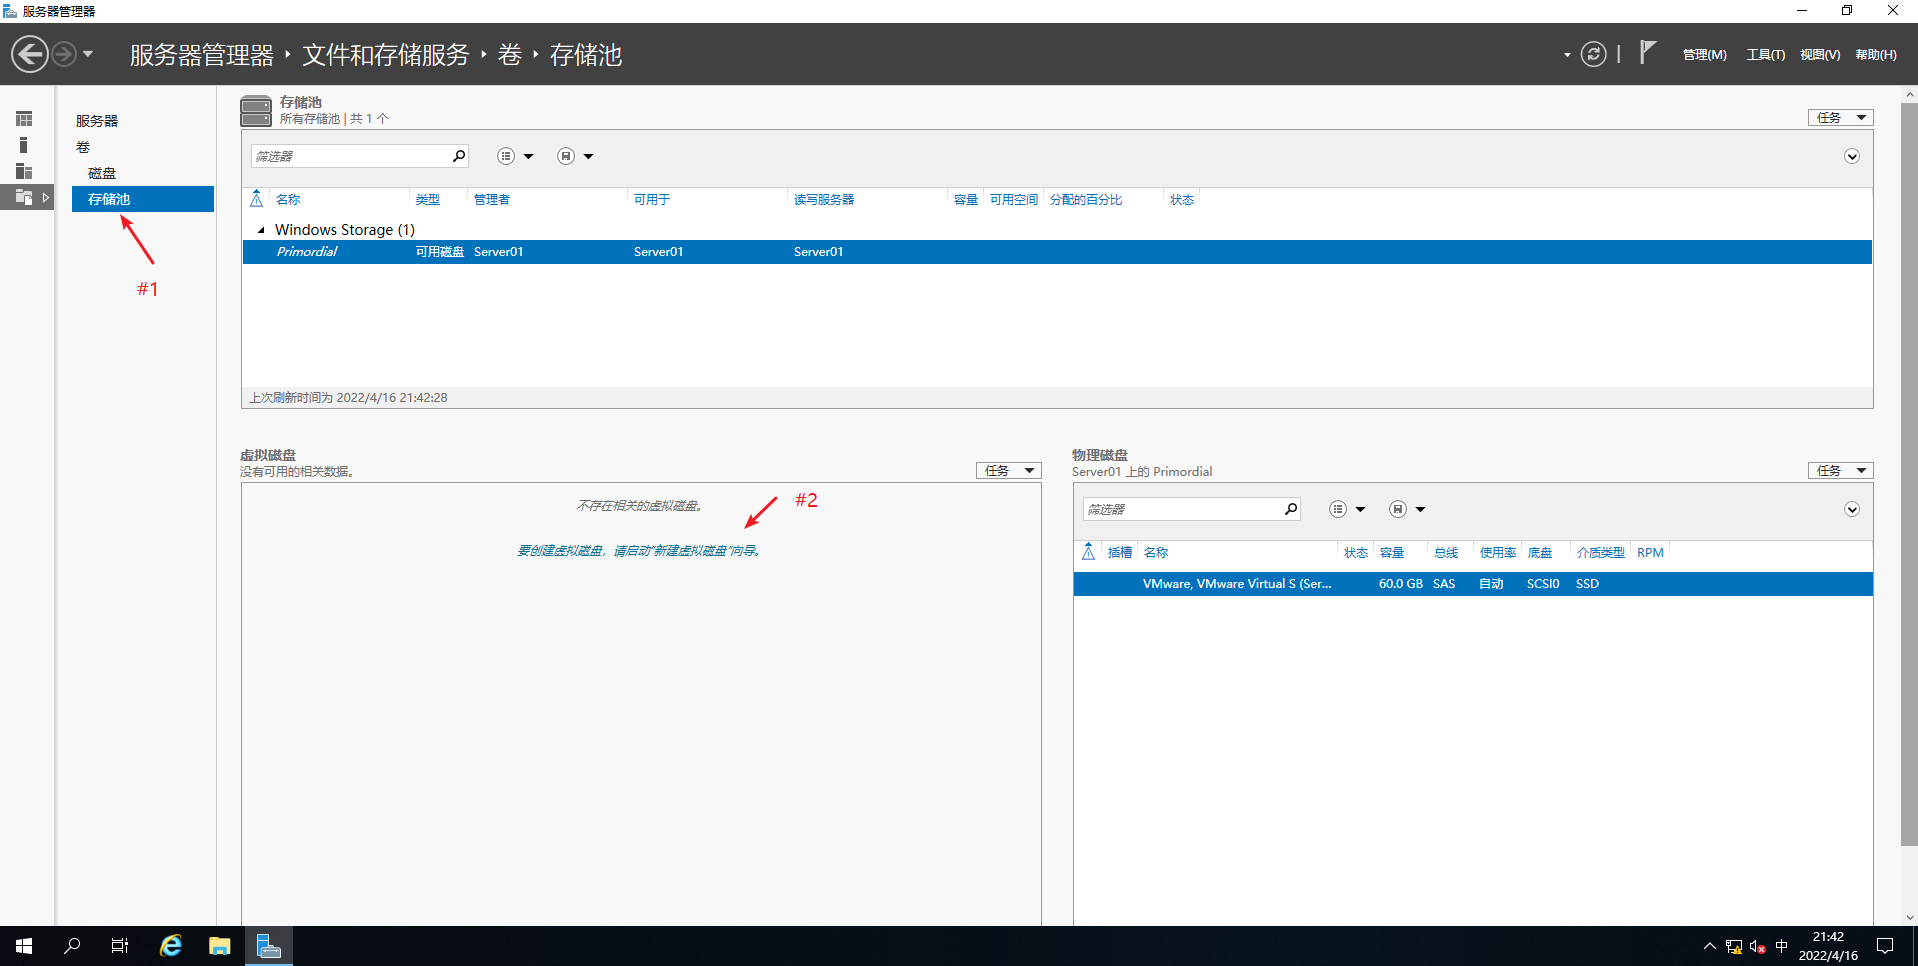 服务器管理器
服务器管理器 ‣ 文件和存储服务 ‣ 卷 ‣ 存储池
管理(M) 工具(T) 视图(V) 帮助(H)
服务器
卷
磁盘
存储池
#1
存储池
所有存储池 | 共 1 个
任务
筛选器
名称 类型 管理者 可用于 读写服务器 容量 可用空间 分配的百分比 状态
Windows Storage (1)
Primordial 可用磁盘 Server01 Server01 Server01
上次刷新时间为 2022/4/16 21:42:28
虚拟磁盘
没有可用的相关数据。
任务
不存在相关的虚拟磁盘。
#2
要创建虚拟磁盘，请启动"新建虚拟磁盘"向导。
物理磁盘
Server01 上的 Primordial
任务
筛选器
插槽 名称 状态 容量 总线 使用率 底盘 介质类型 RPM
VMware, VMware Virtual S (Ser... 60.0 GB SAS 自动 SCSI0 SSD
中
21:42
2022/4/16